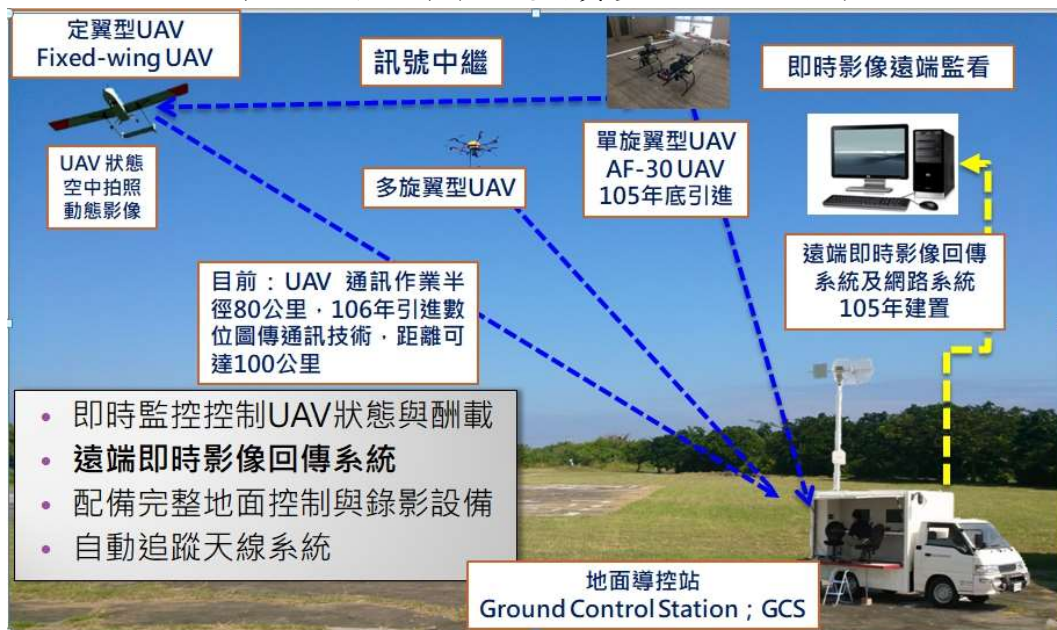 定翼型UAV
Fixed-wing UAV
訊號中繼
即時影像遠端監看
UAV 狀態
空中拍照
動態影像
多旋翼型UAV
單旋翼型UAV
AF-30 UAV
105年底引進
遠端即時影像回傳
系統及網路系統
105年建置
目前：UAV 通訊作業半
徑80公里，106年引進數
位圖傳通訊技術，距離可
達100公里
• 即時監控控制UAV狀態與酬載
• 遠端即時影像回傳系統
• 配備完整地面控制與錄影設備
• 自動追蹤天線系統
地面導控站
Ground Control Station；GCS